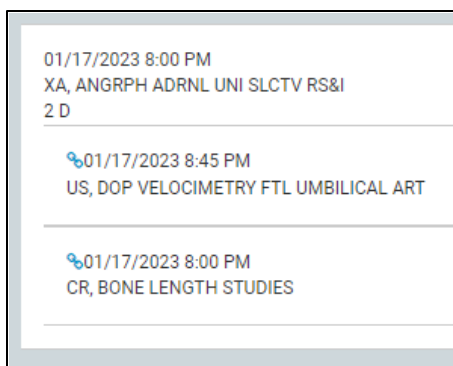 01/17/2023 8:00 PM
XA, ANGRPH ADRNL UNI SLCTV RS&I
2 D
01/17/2023 8:45 PM
US, DOP VELOCIMETRY FTL UMBILICAL ART
01/17/2023 8:00 PM
CR, BONE LENGTH STUDIES